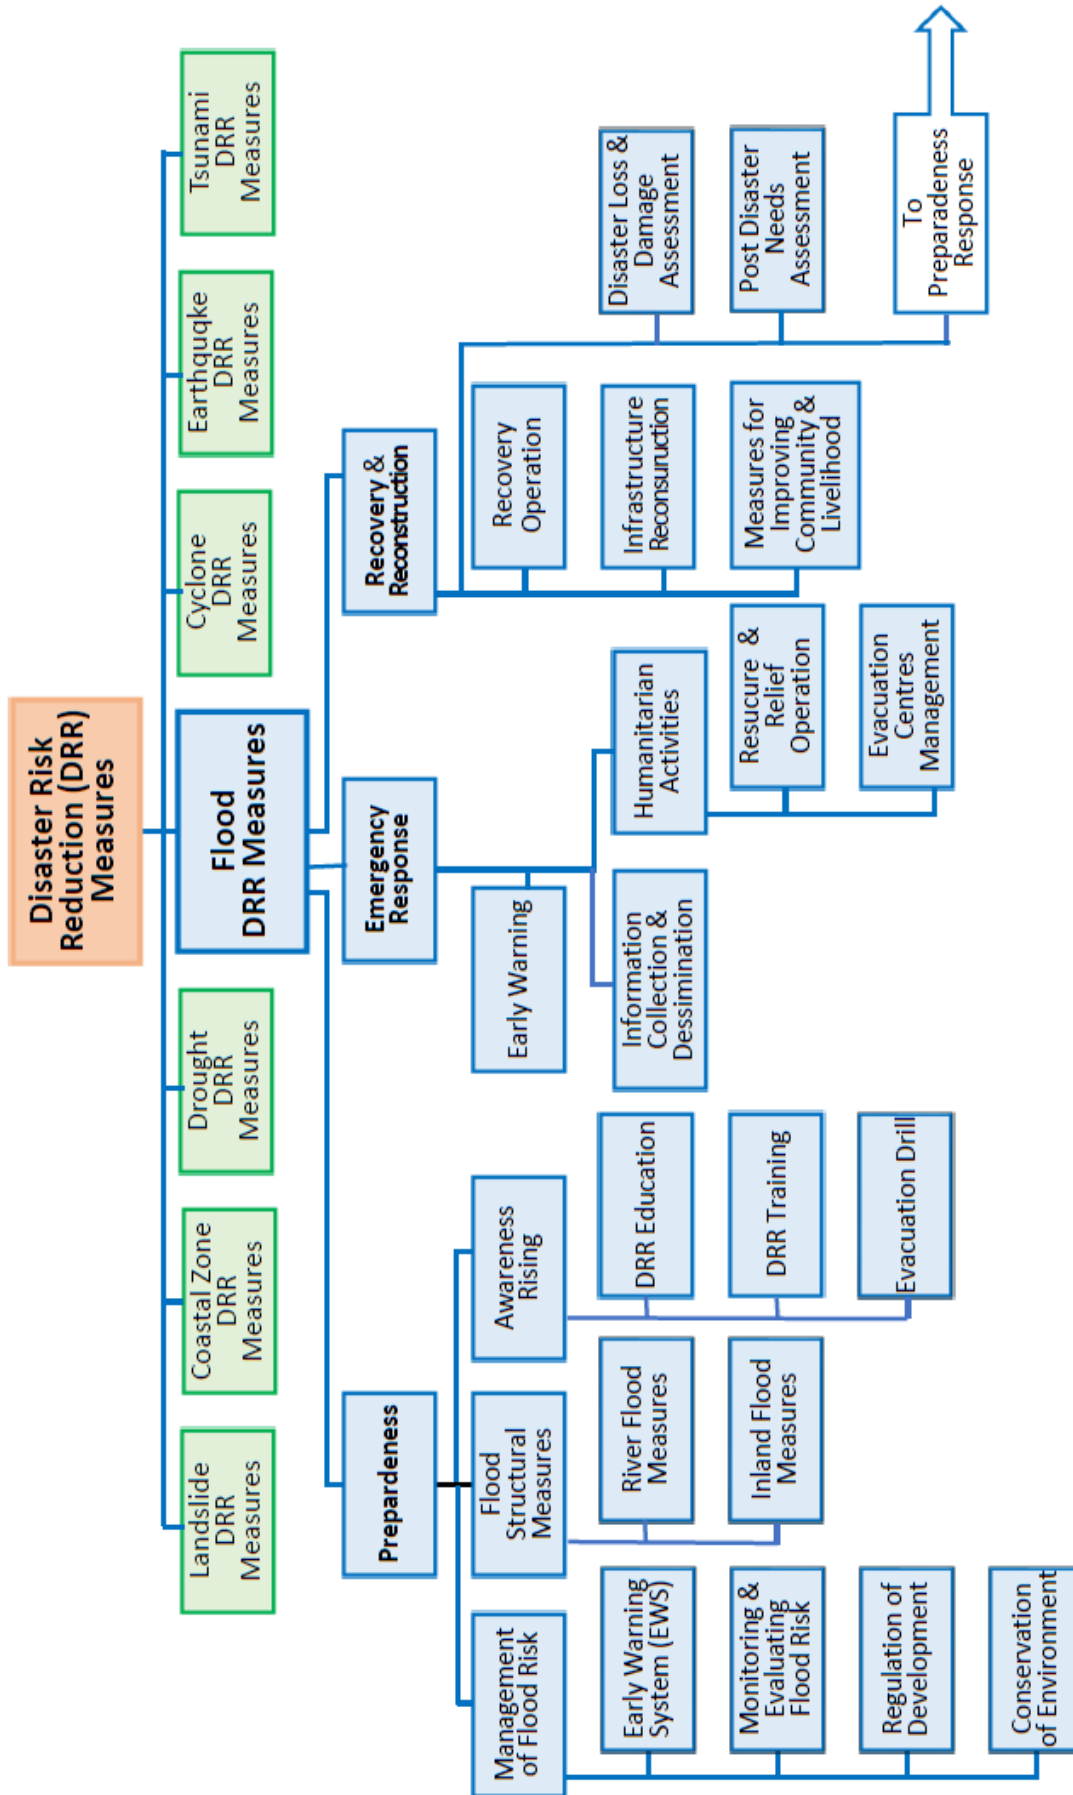 Disaster Risk
Reduction (DRR)
Measures
Landslide
DRR
Measures
Coastal Zone
DRR
Measures
Drought
DRR
Measures
Flood
DRR Measures
Cyclone
DRR
Measures
Earthquqke
DRR
Measures
Tsunami
DRR
Measures
Prepardeness
Emergency
Response
Recovery &
Reconstruction
Management
of Flood Risk
Flood
Structural
Measures
Awareness
Rising
Early Warning
Recovery
Operation
Early Warning
System (EWS)
River Flood
Measures
DRR Education
Information
Collection &
Dessimination
Humanitarian
Activities
Infrastructure
Reconsuruction
Disaster Loss &
Damage
Assessment
Monitoring &
Evaluating
Flood Risk
Inland Flood
Measures
DRR Training
Resucure &
Relief
Operation
Measures for
Improving
Community &
Livelihood
Post Disaster
Needs
Assessment
Regulation of
Development
Evacuation Drill
Evacuation
Centres
Management
To
Preparadeness
Response
Conservation
of Environment